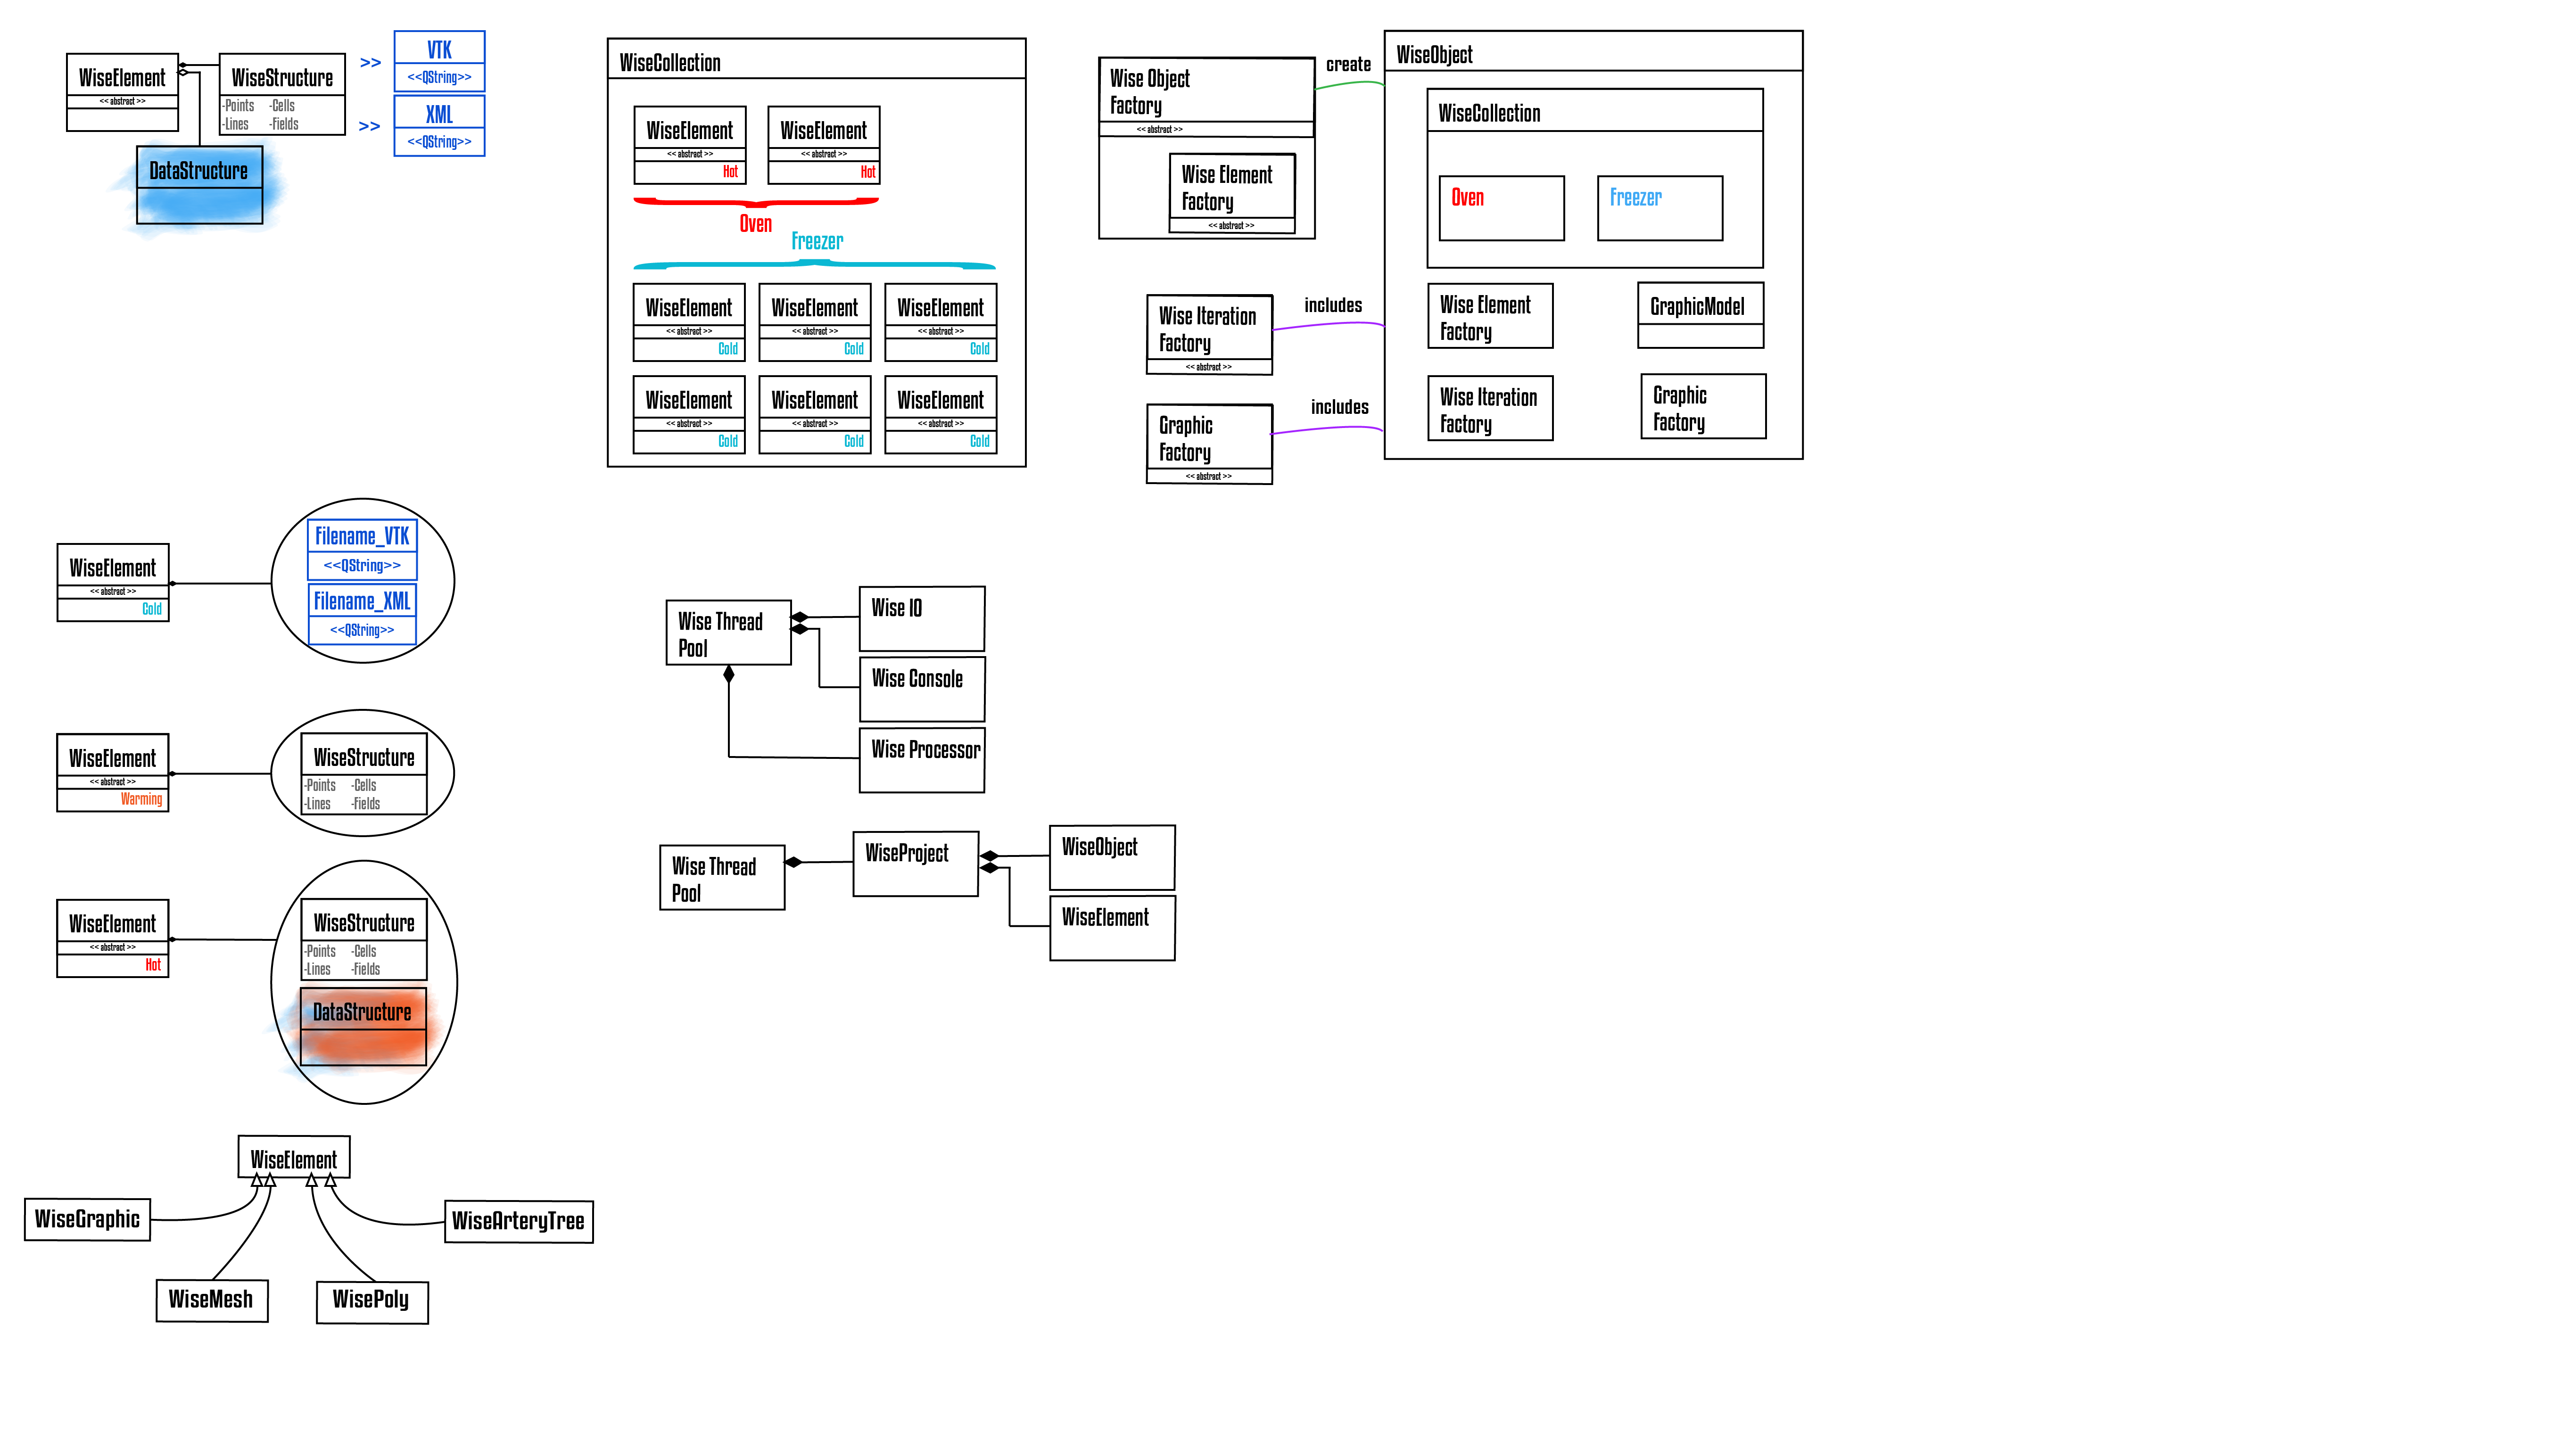 WiseElement
<< abstract >>
WiseStructure
-Points -Cells
-Lines -Fields
>>
VTK
<<QString>>
>>
XML
<<QString>>
DataStructure
WiseCollection
WiseElement
<< abstract >>
Hot
WiseElement
<< abstract >>
Hot
Oven
Freezer
WiseElement
<< abstract >>
Cold
WiseElement
<< abstract >>
Cold
WiseElement
<< abstract >>
Cold
WiseElement
<< abstract >>
Cold
WiseElement
<< abstract >>
Cold
WiseElement
<< abstract >>
Cold
Wise Object
Factory
<< abstract >>
Wise Element
Factory
<< abstract >>
create
Wise Iteration
Factory
<< abstract >>
includes
Graphic
Factory
<< abstract >>
includes
WiseObject
WiseCollection
Oven
Freezer
Wise Element
Factory
GraphicModel
Wise Iteration
Factory
Graphic
Factory
WiseElement
<< abstract >>
Cold
Filename_VTK
<<QString>>
Filename_XML
<<QString>>
WiseElement
<< abstract >>
Warming
WiseStructure
-Points -Cells
-Lines -Fields
WiseElement
<< abstract >>
Hot
WiseStructure
-Points -Cells
-Lines -Fields
DataStructure
Wise Thread
Pool
Wise IO
Wise Console
Wise Processor
Wise Thread
Pool
WiseProject
WiseObject
WiseElement
WiseElement
WiseGraphic
WiseArteryTree
WiseMesh
WisePoly